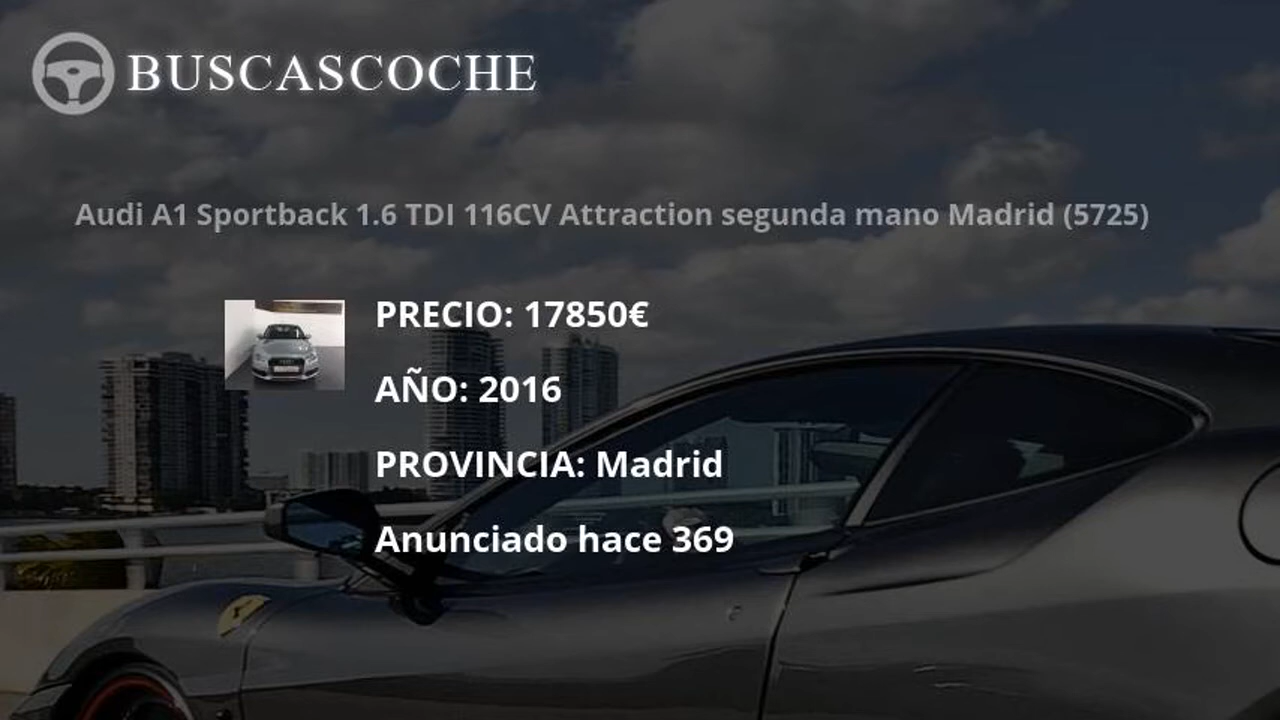 BUSCASCOCHE
Audi A1 Sportback 1.6 TDI 116CV Attraction segunda mano Madrid (5725)
PRECIO: 17850€
AÑO: 2016
PROVINCIA: Madrid
Anunciado hace 369